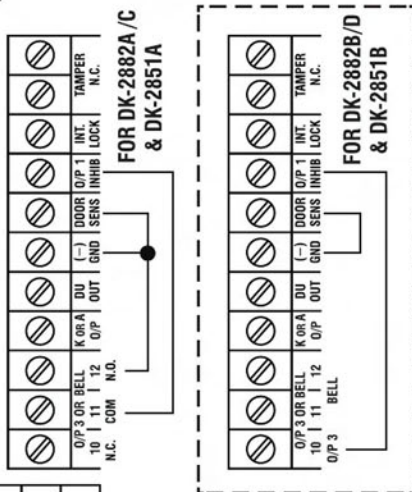 TAMPER
N.C.
INT.
LOCK
O/P 1
INHIB
DOOR
SENS
(–)
GND
DU
OUT
K OR A
O/P
O/P 3 OR BELL
10 11 12
N.C. COM N.O.
FOR DK-2882A /C
& DK-2851A
TAMPER
N.C.
INT.
LOCK
O/P 1
INHIB
DOOR
SENS
(–)
GND
DU
OUT
K OR A
O/P
O/P 3 OR BELL
10 11 12
O/P 3 BELL
FOR DK-2882B/D
& DK-2851B